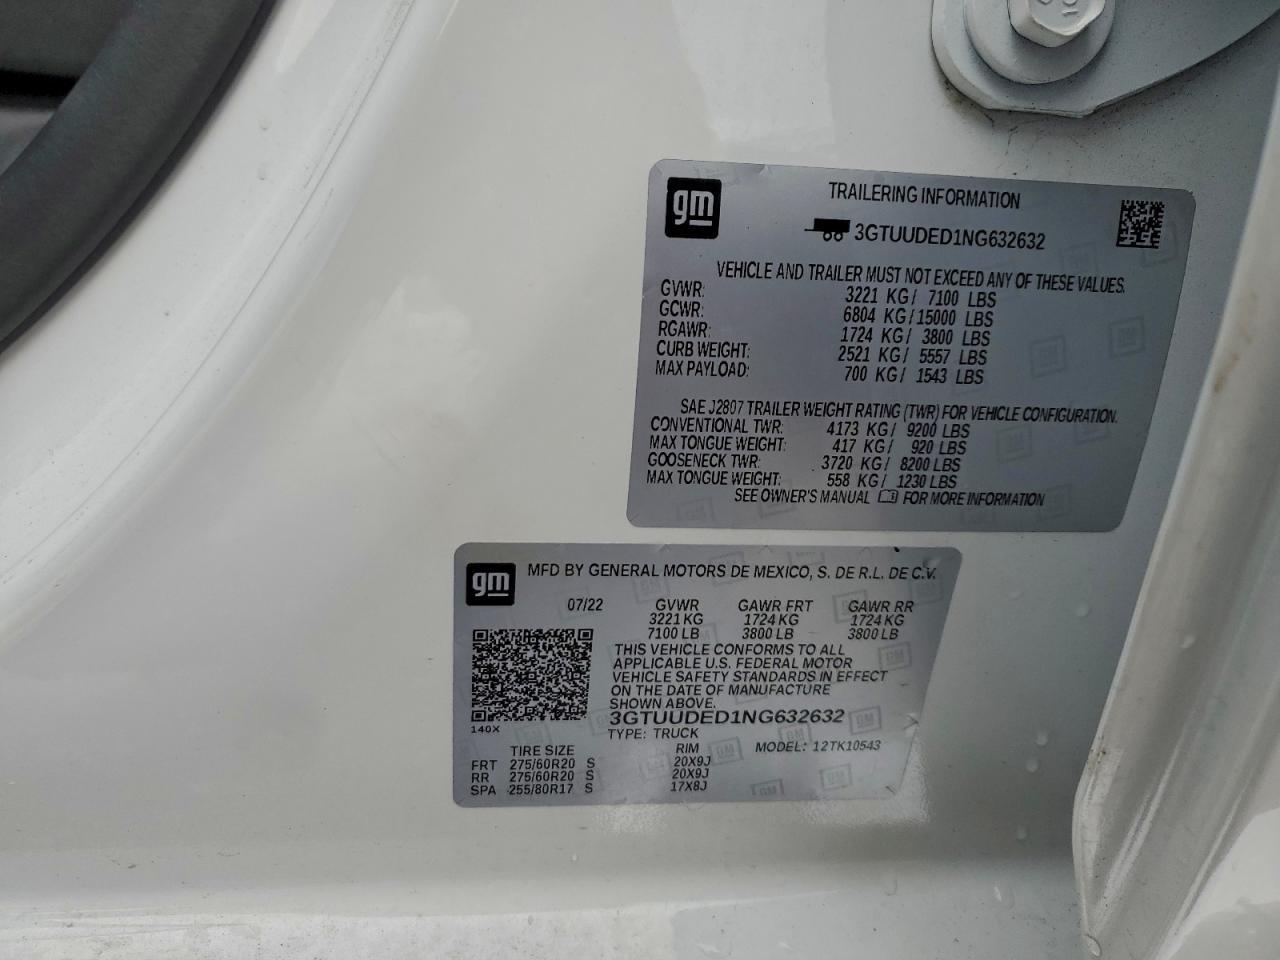 gm
TRAILERING INFORMATION
3GTUUDED1NG632632
VEHICLE AND TRAILER MUST NOT EXCEED ANY OF THESE VALUES.
GVWR: 3221 KG/ 7100 LBS
GCWR: 6804 KG/15000 LBS
RGAWR: 1724 KG/ 3800 LBS
CURB WEIGHT: 2521 KG/ 5557 LBS
MAX PAYLOAD: 700 KG/ 1543 LBS
SAE J2807 TRAILER WEIGHT RATING (TWR) FOR VEHICLE CONFIGURATION.
CONVENTIONAL TWR: 4173 KG/ 9200 LBS
MAX TONGUE WEIGHT: 417 KG/ 920 LBS
GOOSENECK TWR: 3720 KG/ 8200 LBS
MAX TONGUE WEIGHT: 558 KG/ 1230 LBS
SEE OWNER'S MANUAL FOR MORE INFORMATION
gm
MFD BY GENERAL MOTORS DE MEXICO, S. DE R.L. DE C.V.
07/22 GVWR GAWR FRT GAWR RR
3221 KG 1724 KG 1724 KG
7100 LB 3800 LB 3800 LB
THIS VEHICLE CONFORMS TO ALL
APPLICABLE U.S. FEDERAL MOTOR
VEHICLE SAFETY STANDARDS IN EFFECT
ON THE DATE OF MANUFACTURE
SHOWN ABOVE.
3GTUUDED1NG632632
140X
TYPE: TRUCK
MODEL: 12TK10543
TIRE SIZE RIM
FRT 275/60R20 S 20X9J
RR 275/60R20 S 20X9J
SPA 255/80R17 S 17X8J